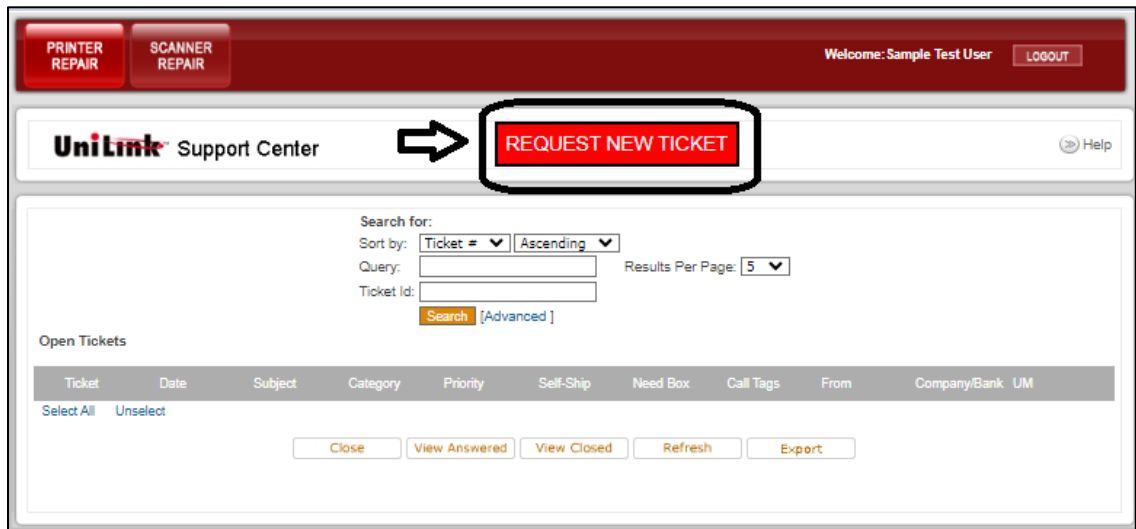 PRINTER REPAIR
SCANNER REPAIR
Welcome: Sample Test User
LOGOUT
UniLink™ Support Center
REQUEST NEW TICKET
Help
Search for:
Sort by: Ticket # Ascending
Query: Results Per Page: 5
Ticket Id:
Search [Advanced ]
Open Tickets
Ticket Date Subject Category Priority Self-Ship Need Box Call Tags From Company/Bank UM
Select All Unselect
Close View Answered View Closed Refresh Export